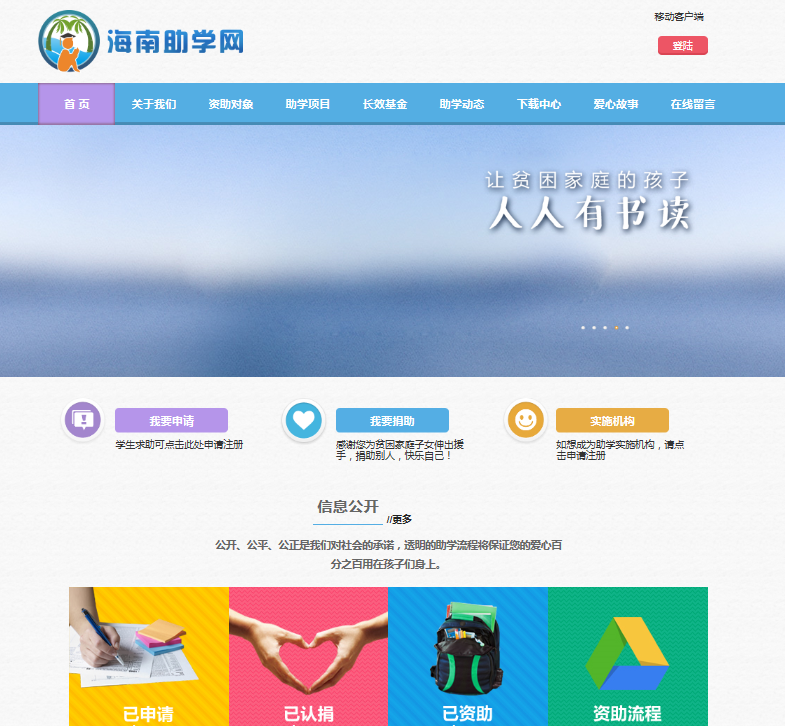 移动客户端
海南助学网
登陆
首 页 关于我们 资助对象 助学项目 长效基金 助学动态 下载中心 爱心故事 在线留言
让贫困家庭的孩子
人人有书读
我要申请 我要捐助 实施机构
学生求助可点击此处申请注册
感谢您为贫困家庭子女伸出援
手，捐助别人，快乐自己！
如想成为助学实施机构，请点
击申请注册
信息公开 //更多
公开、公平、公正是我们对社会的承诺，透明的助学流程将保证您的爱心百
分之百用在孩子们身上。
已申请 已认捐 已资助 资助流程